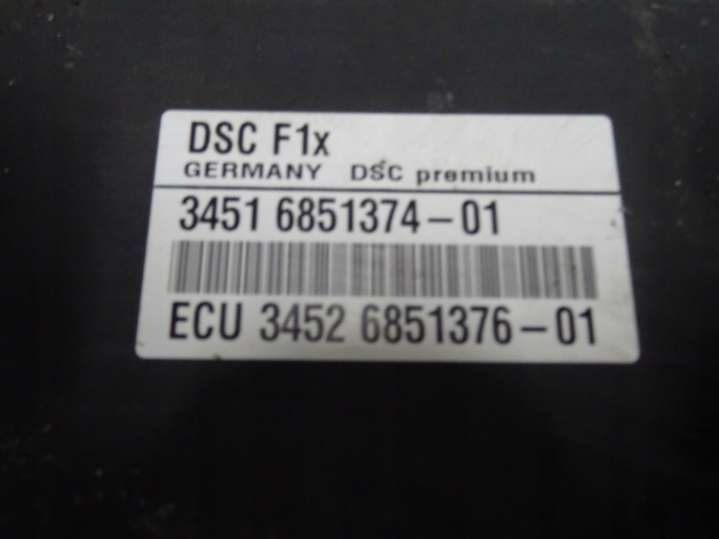 DSC F1x
GERMANY DSC premium
3451 6851374-01
ECU 3452 6851376-01